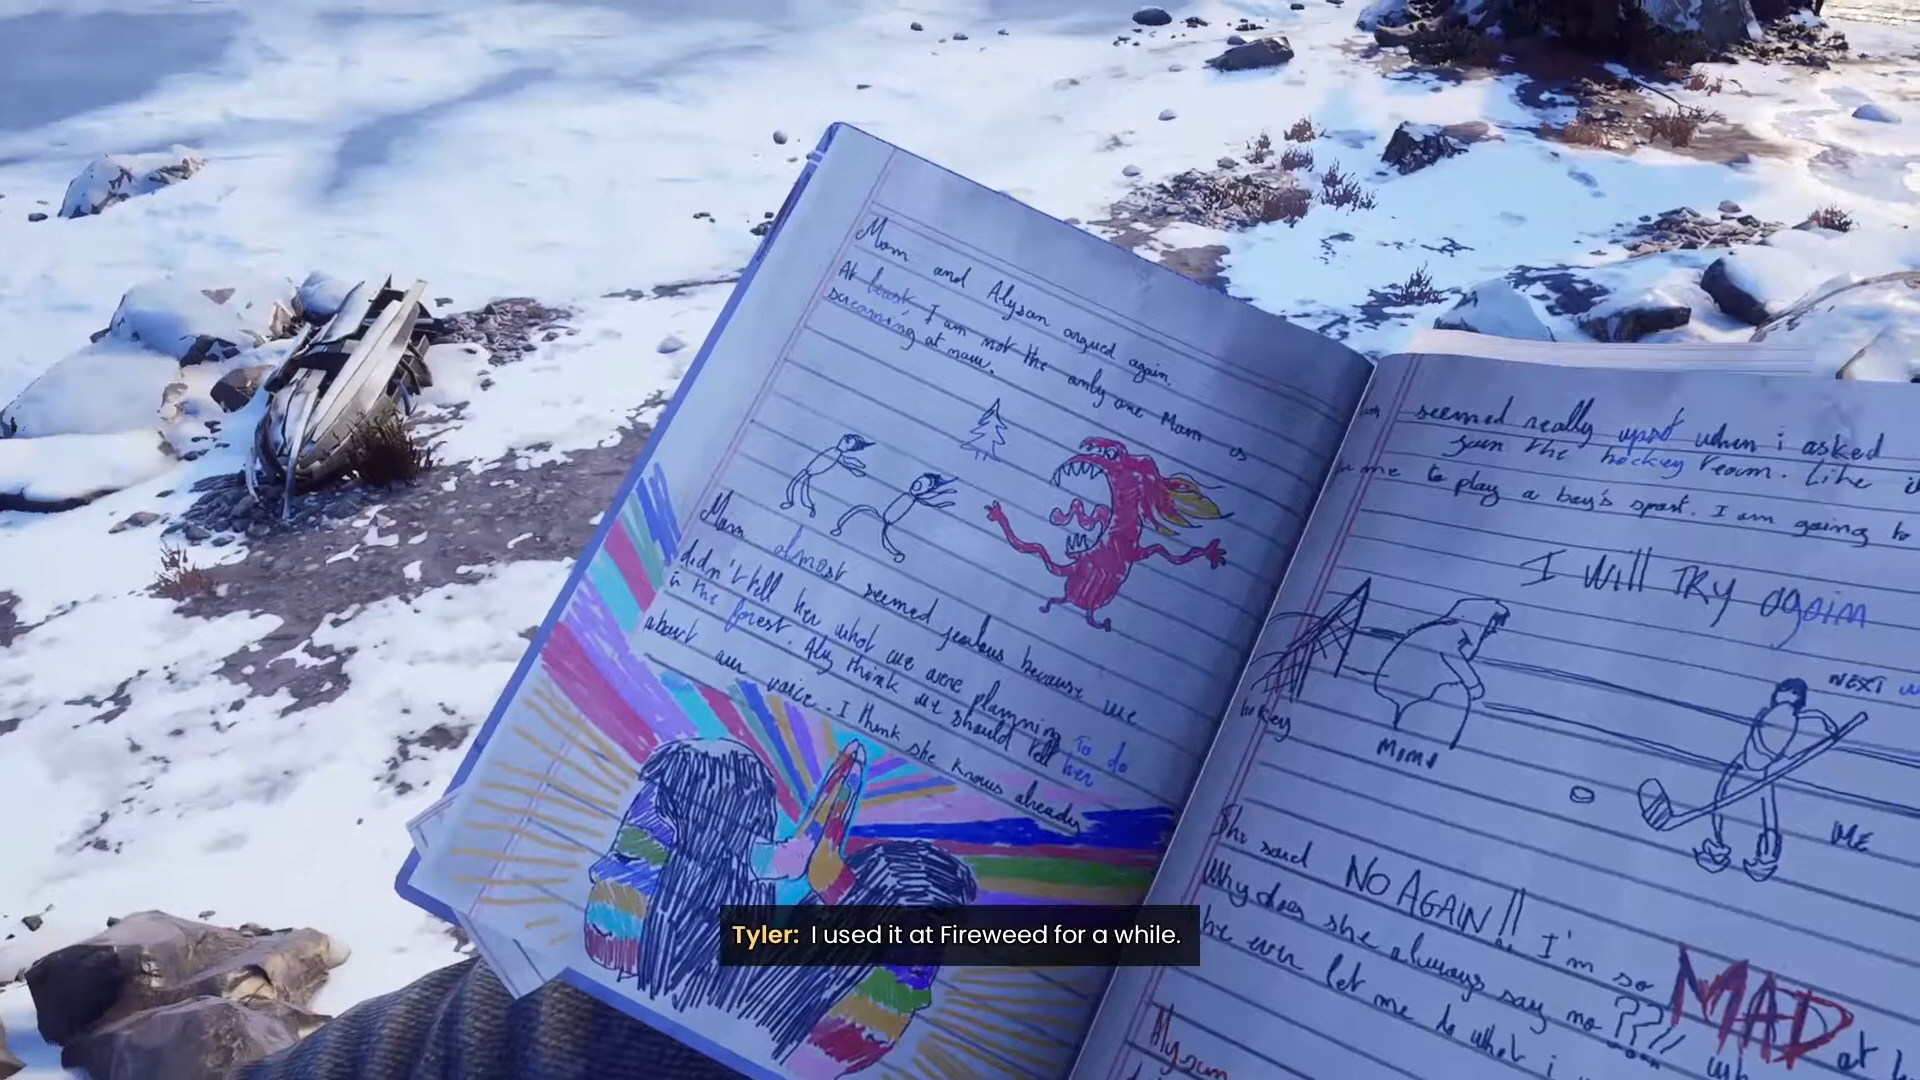 Mom and Alyson argued again.
At least, I am not the only one Mom is
screaming at now.
Mom almost seemed jealous because we
didn't tell her what we were planning to do
in the forest. Aly think we should tell her
about our voice. I think she knows already
seemed really upset when i asked
join the hockey team. Like i
me to play a boy's sport. I am going to
I will TRY again
NEXT
hokey
MOM
ME
She said NO AGAIN!! I'm so MAD at
Why does she always say no ???
he ever let me do what i
Alyson
Tyler: I used it at Fireweed for a while.